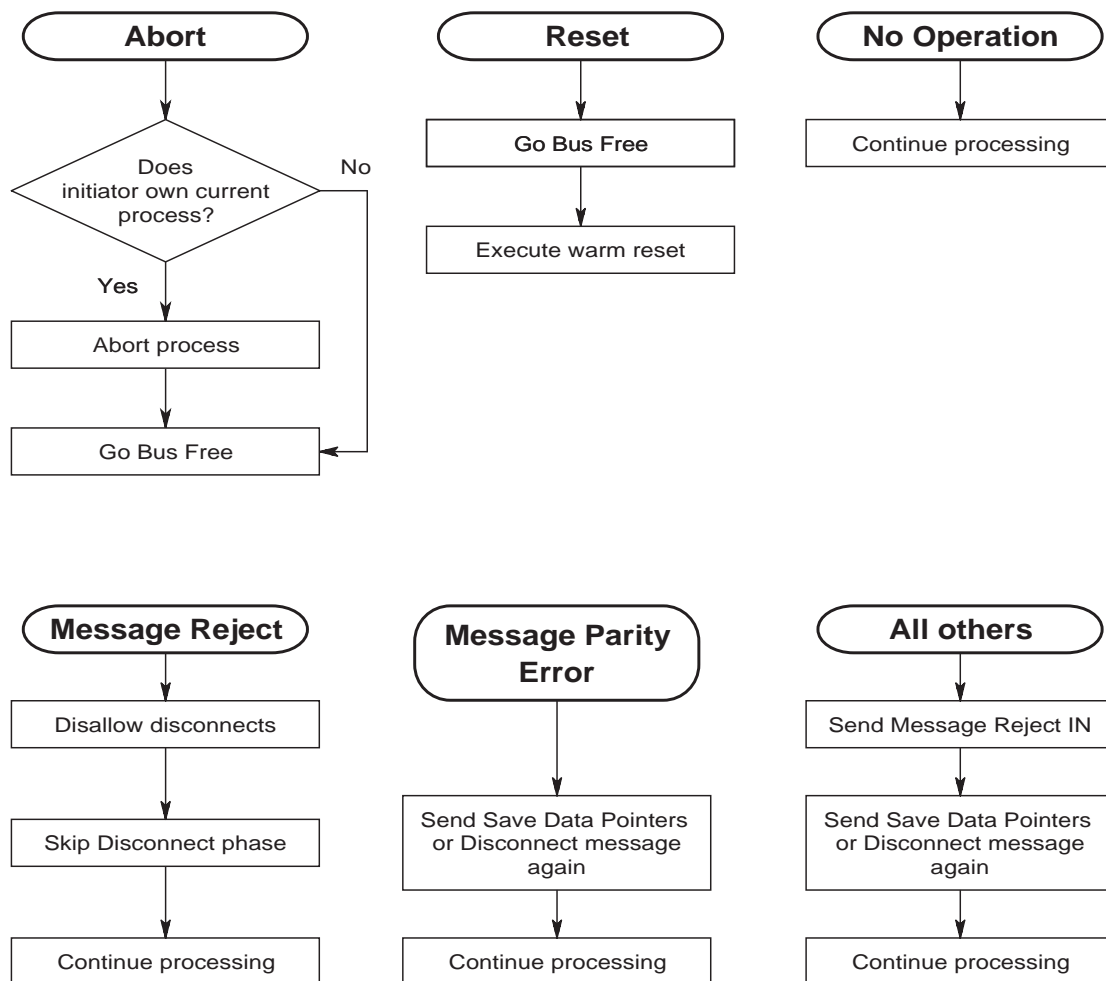 Abort
Does
initiator own current
process?
No
Yes
Abort process
Go Bus Free
Reset
Go Bus Free
Execute warm reset
No Operation
Continue processing
Message Reject
Disallow disconnects
Skip Disconnect phase
Continue processing
Message Parity
Error
Send Save Data Pointers
or Disconnect message
again
Continue processing
All others
Send Message Reject IN
Send Save Data Pointers
or Disconnect message
again
Continue processing